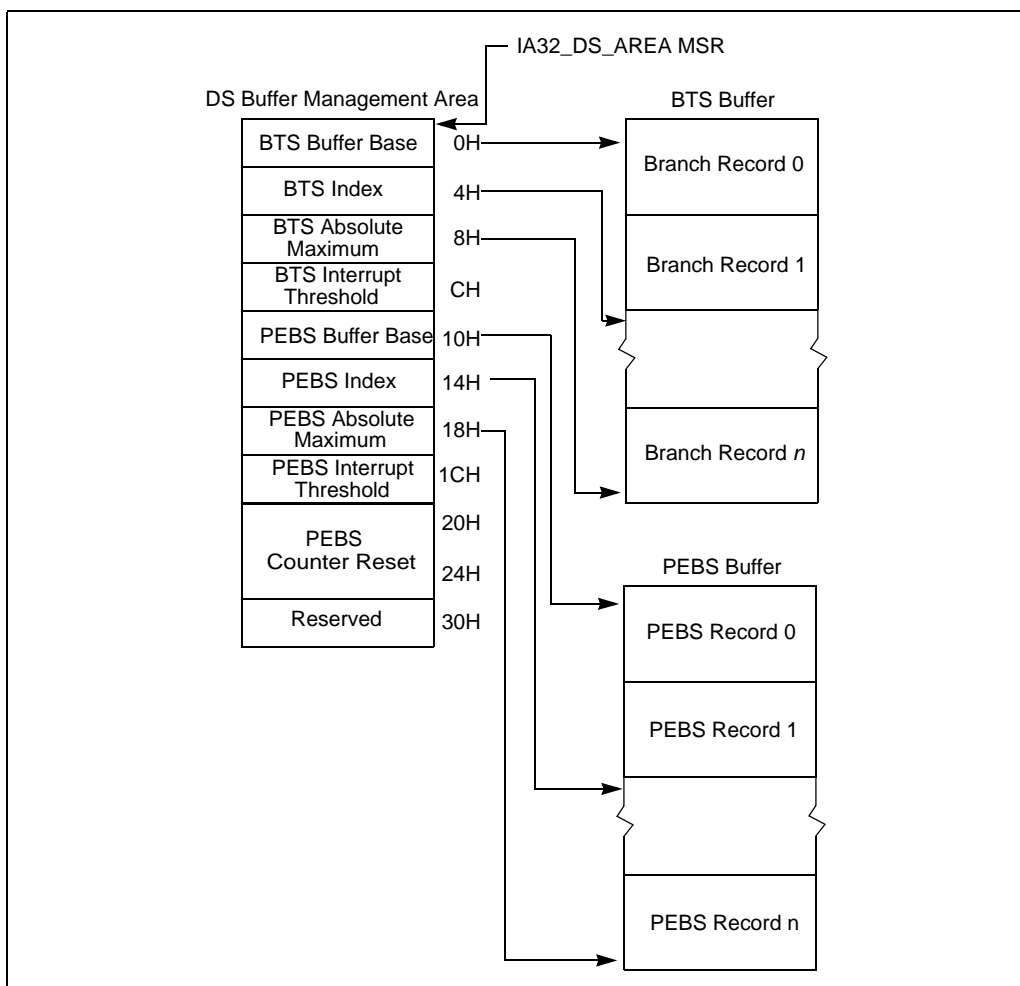 IA32_DS_AREA MSR
DS Buffer Management Area
BTS Buffer Base 0H
BTS Index 4H
BTS Absolute
Maximum 8H
BTS Interrupt
Threshold CH
PEBS Buffer Base 10H
PEBS Index 14H
PEBS Absolute
Maximum 18H
PEBS Interrupt
Threshold 1CH
20H
PEBS
Counter Reset
24H
Reserved 30H
BTS Buffer
Branch Record 0
Branch Record 1
Branch Record n
PEBS Buffer
PEBS Record 0
PEBS Record 1
PEBS Record n